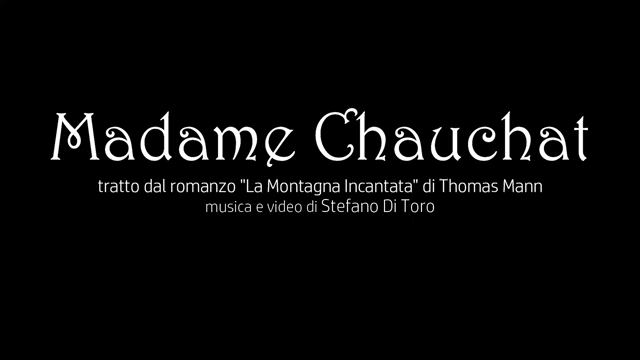 Madame Chauchat
tratto dal romanzo "La Montagna Incantata" di Thomas Mann
musica e video di Stefano Di Toro